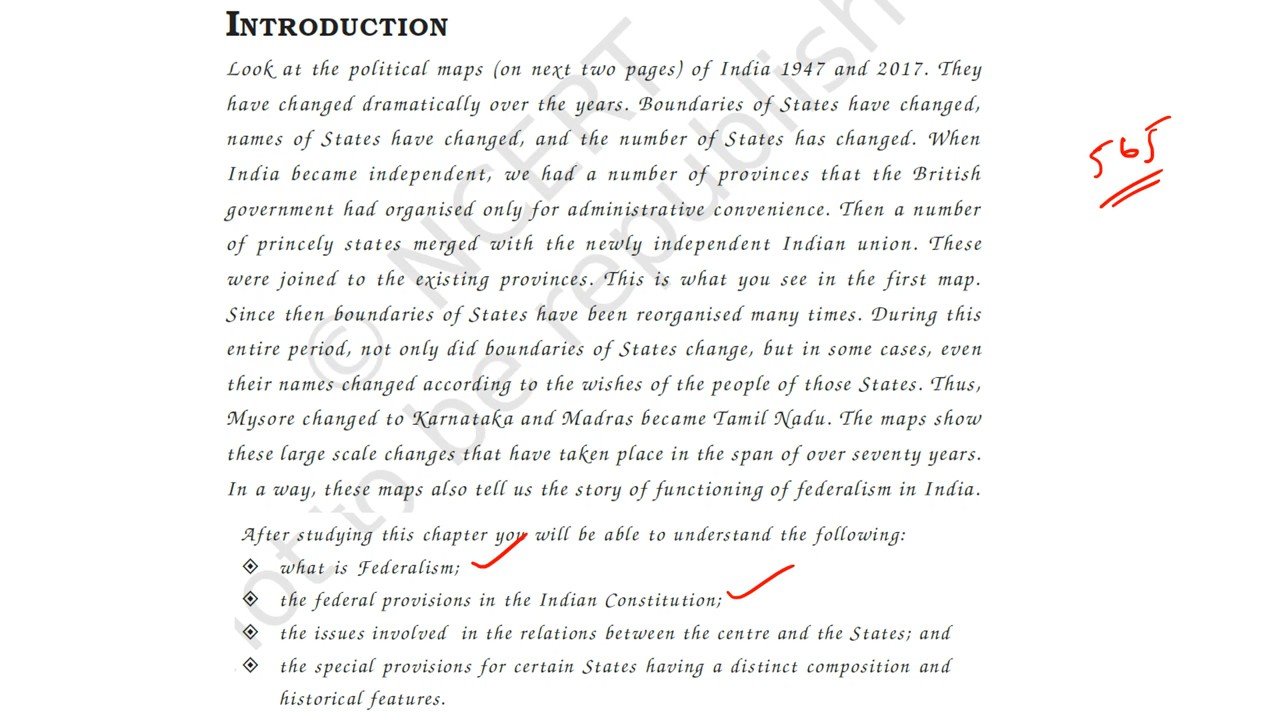 INTRODUCTION
Look at the political maps (on next two pages) of India 1947 and 2017. They
have changed dramatically over the years. Boundaries of States have changed,
names of States have changed, and the number of States has changed. When
India became independent, we had a number of provinces that the British
government had organised only for administrative convenience. Then a number
of princely states merged with the newly independent Indian union. These
were joined to the existing provinces. This is what you see in the first map.
Since then boundaries of States have been reorganised many times. During this
entire period, not only did boundaries of States change, but in some cases, even
their names changed according to the wishes of the people of those States. Thus,
Mysore changed to Karnataka and Madras became Tamil Nadu. The maps show
these large scale changes that have taken place in the span of over seventy years.
In a way, these maps also tell us the story of functioning of federalism in India.
After studying this chapter you will be able to understand the following:
what is Federalism;
the federal provisions in the Indian Constitution;
the issues involved in the relations between the centre and the States; and
the special provisions for certain States having a distinct composition and
historical features.
565
© NCERT
not to be republish